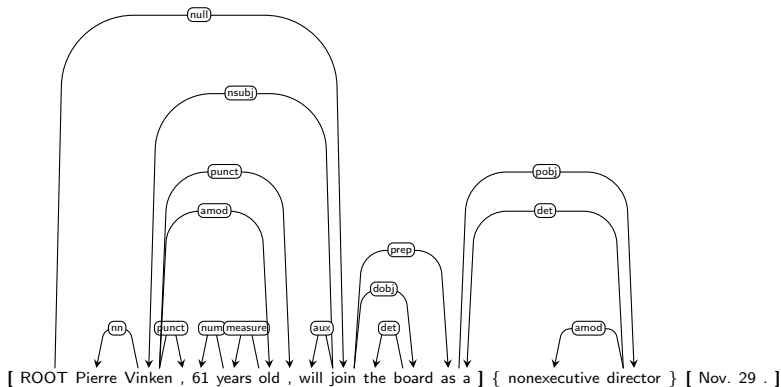 null
nsubj
punct pobj
amod det
prep
dobj
nn punct num measure aux det amod
[ ROOT Pierre Vinken , 61 years old , will join the board as a ] { nonexecutive director } [ Nov. 29 . ]